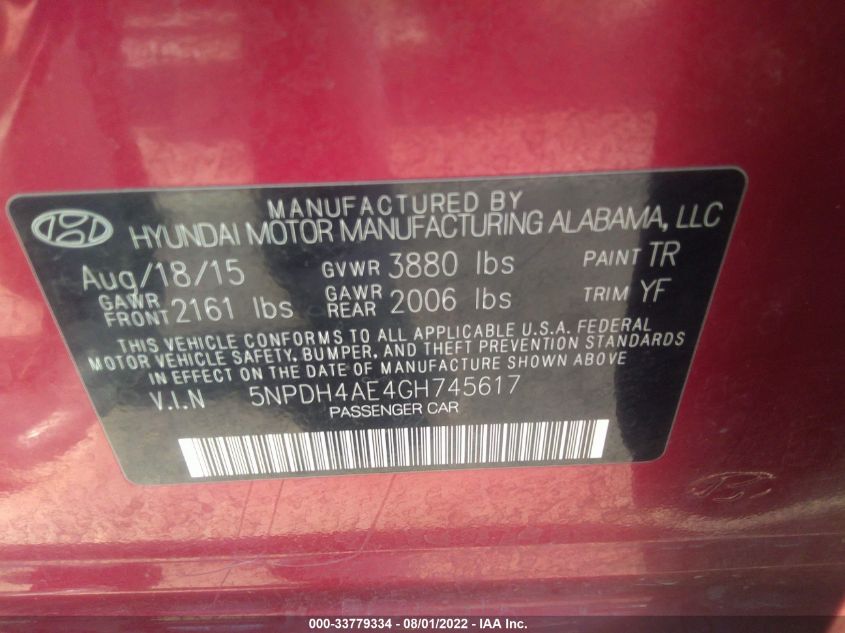 MANUFACTURED BY
HYUNDAI MOTOR MANUFACTURING ALABAMA, LLC
Aug/18/15 GVWR 3880 lbs PAINT TR
GAWR FRONT 2161 lbs GAWR REAR 2006 lbs TRIM YF
THIS VEHICLE CONFORMS TO ALL APPLICABLE U.S.A. FEDERAL
MOTOR VEHICLE SAFETY, BUMPER, AND THEFT PREVENTION STANDARDS
IN EFFECT ON THE DATE OF MANUFACTURE SHOWN ABOVE
V.I.N 5NPDH4AE4GH745617
PASSENGER CAR
000-33779334 - 08/01/2022 - IAA Inc.